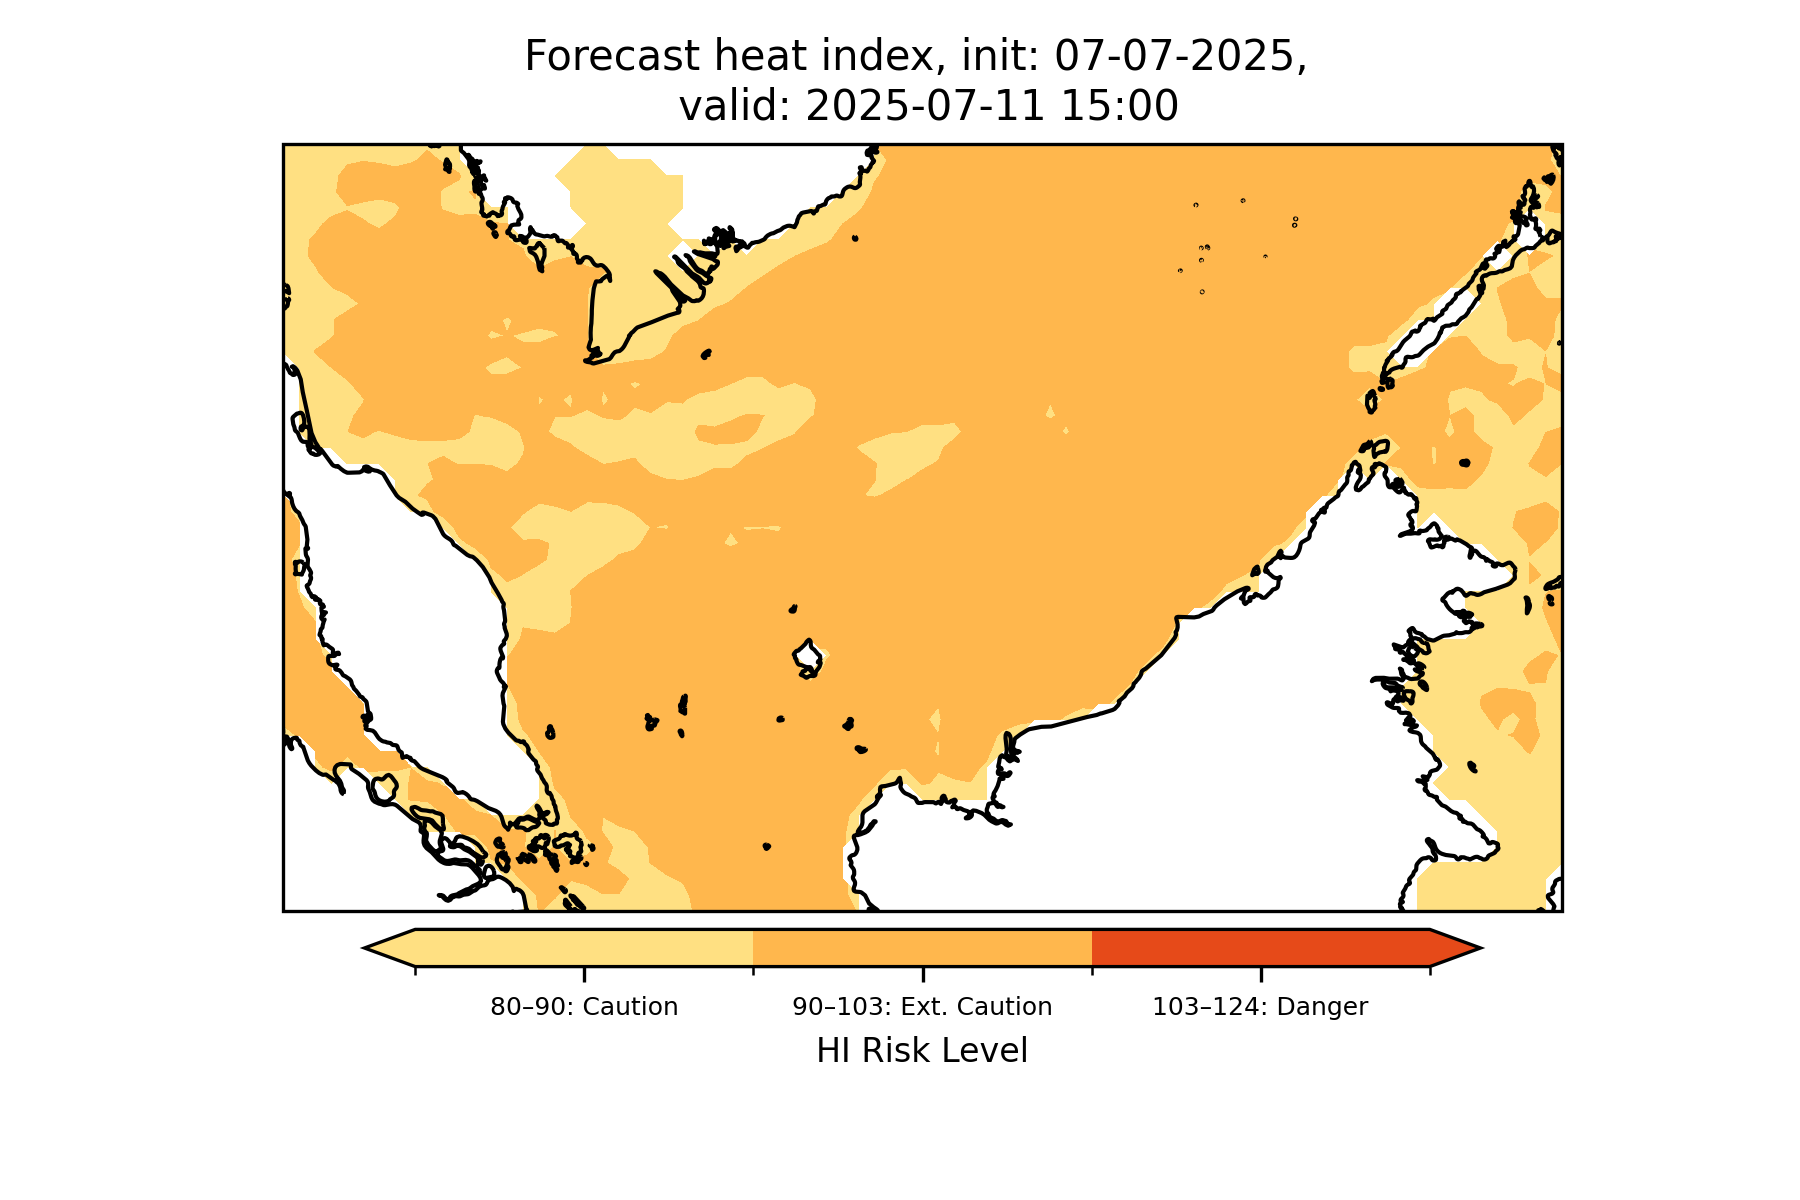 Forecast heat index, init: 07-07-2025,
valid: 2025-07-11 15:00
80–90: Caution
90–103: Ext. Caution
103–124: Danger
HI Risk Level